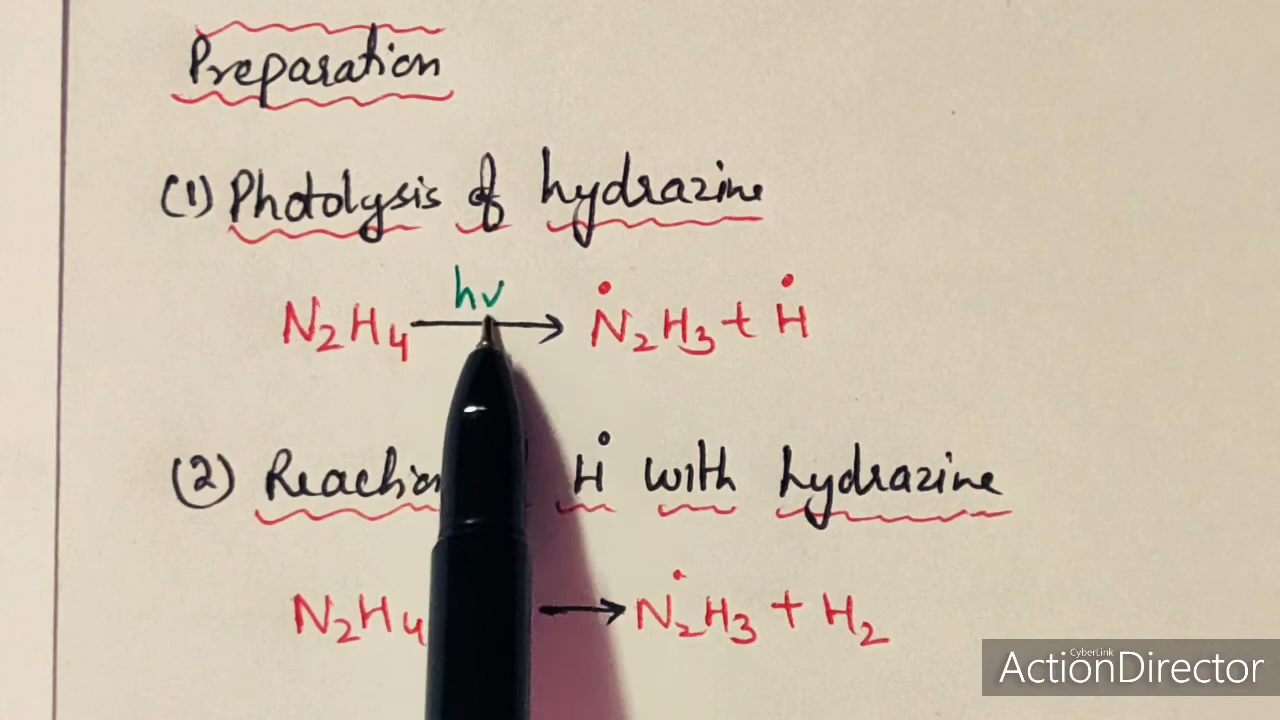 Preparation
(1) Photolysis of hydrazine
hν
N₂H₄ ⟶ Ṅ₂H₃ + Ḣ
(2) Reaction Ḣ with hydrazine
N₂H₄ ⟶ Ṅ₂H₃ + H₂
CyberLink
ActionDirector